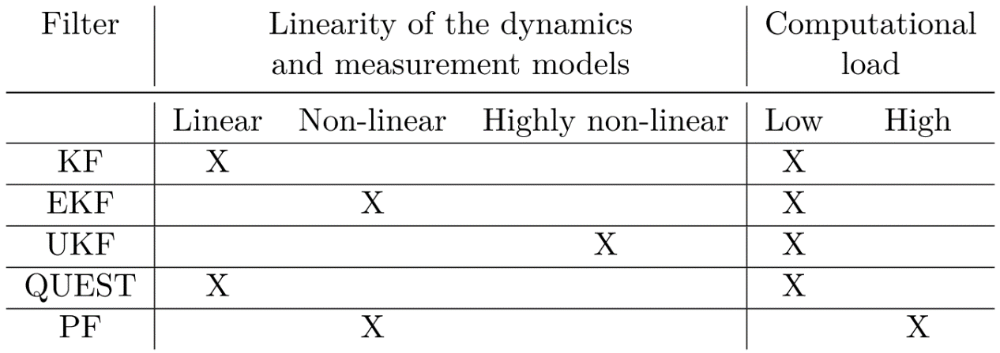 Filter Linearity of the dynamics Computational
and measurement models load
Linear Non-linear Highly non-linear Low High
KF X X
EKF X X
UKF X X
QUEST X X
PF X X